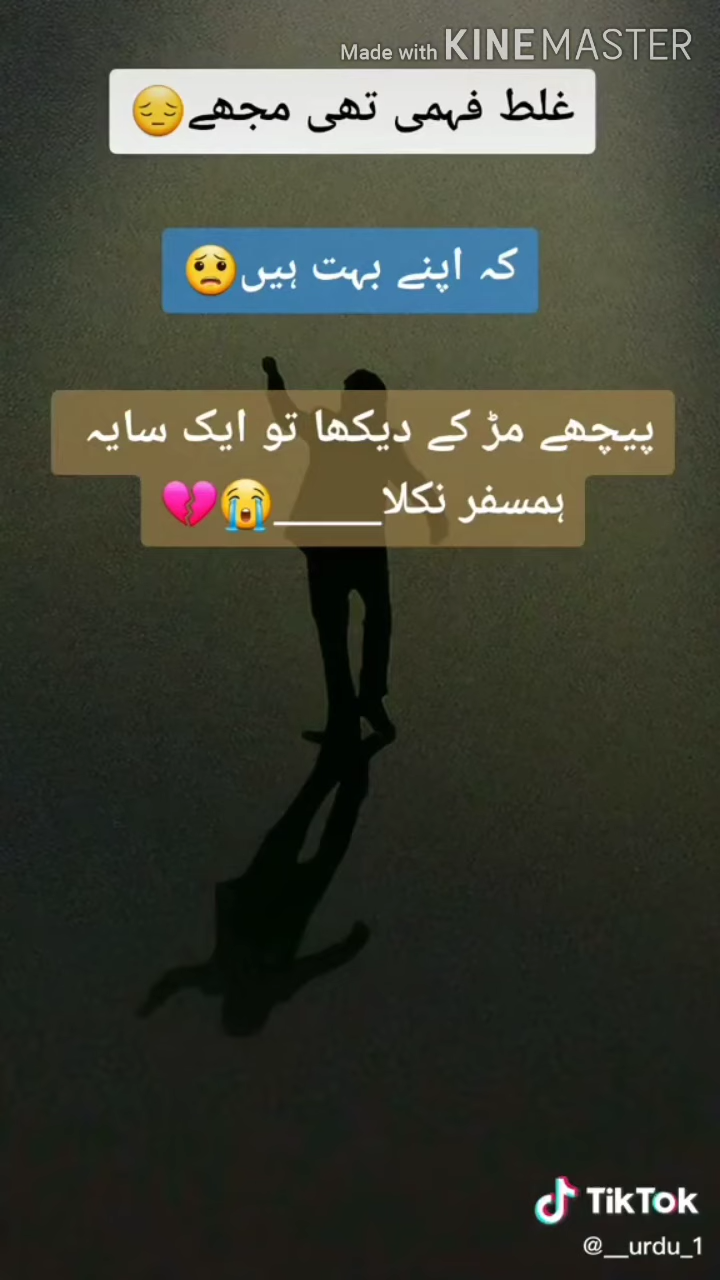 Made with KINEMASTER
غلط فہمی تھی مجھے😔
کہ اپنے بہت ہیں😟
پیچھے مڑ کے دیکھا تو ایک سایہ
ہمسفر نکلا_____😭💔
TikTok
@__urdu_1